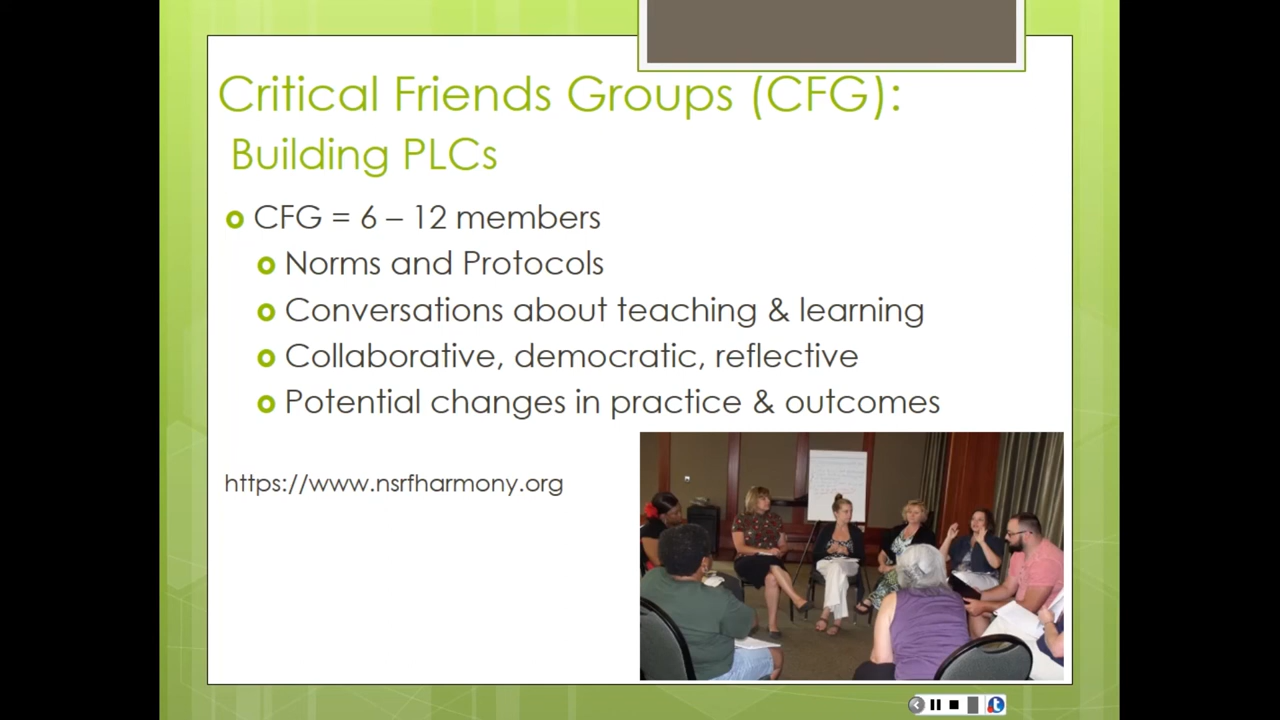 Critical Friends Groups (CFG):
Building PLCs
CFG = 6 – 12 members
Norms and Protocols
Conversations about teaching & learning
Collaborative, democratic, reflective
Potential changes in practice & outcomes
https://www.nsrfharmony.org